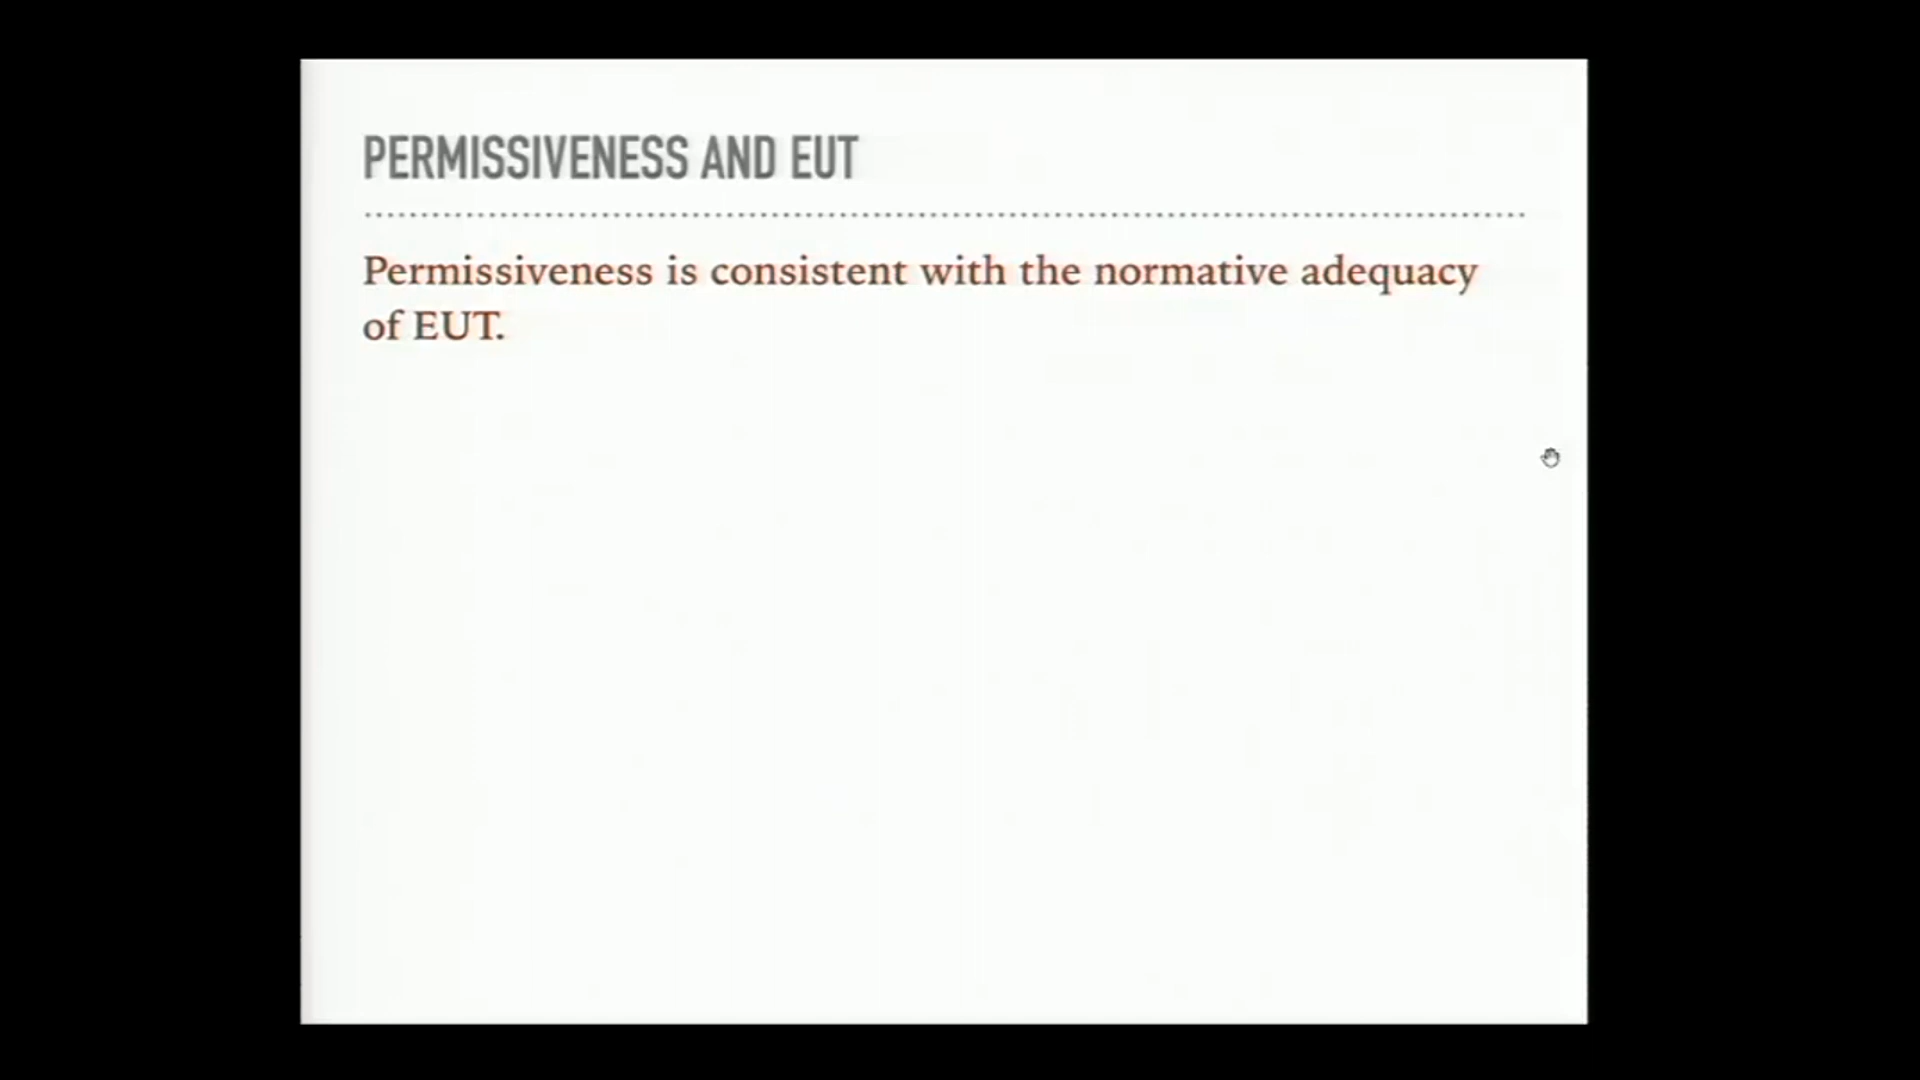 PERMISSIVENESS AND EUT
Permissiveness is consistent with the normative adequacy
of EUT.